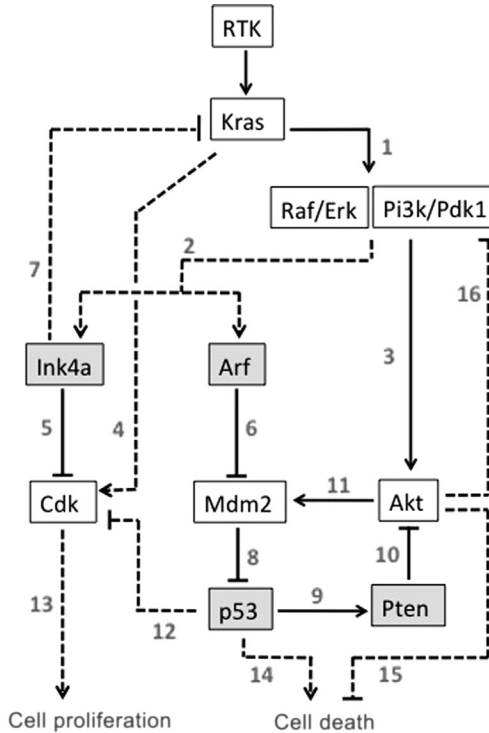 RTK
Kras
1
Raf/Erk
Pi3k/Pdk1
2
7
16
3
Ink4a
Arf
5
4
6
Cdk
Mdm2
11
Akt
8
10
13
12
p53
9
Pten
14
15
Cell proliferation
Cell death